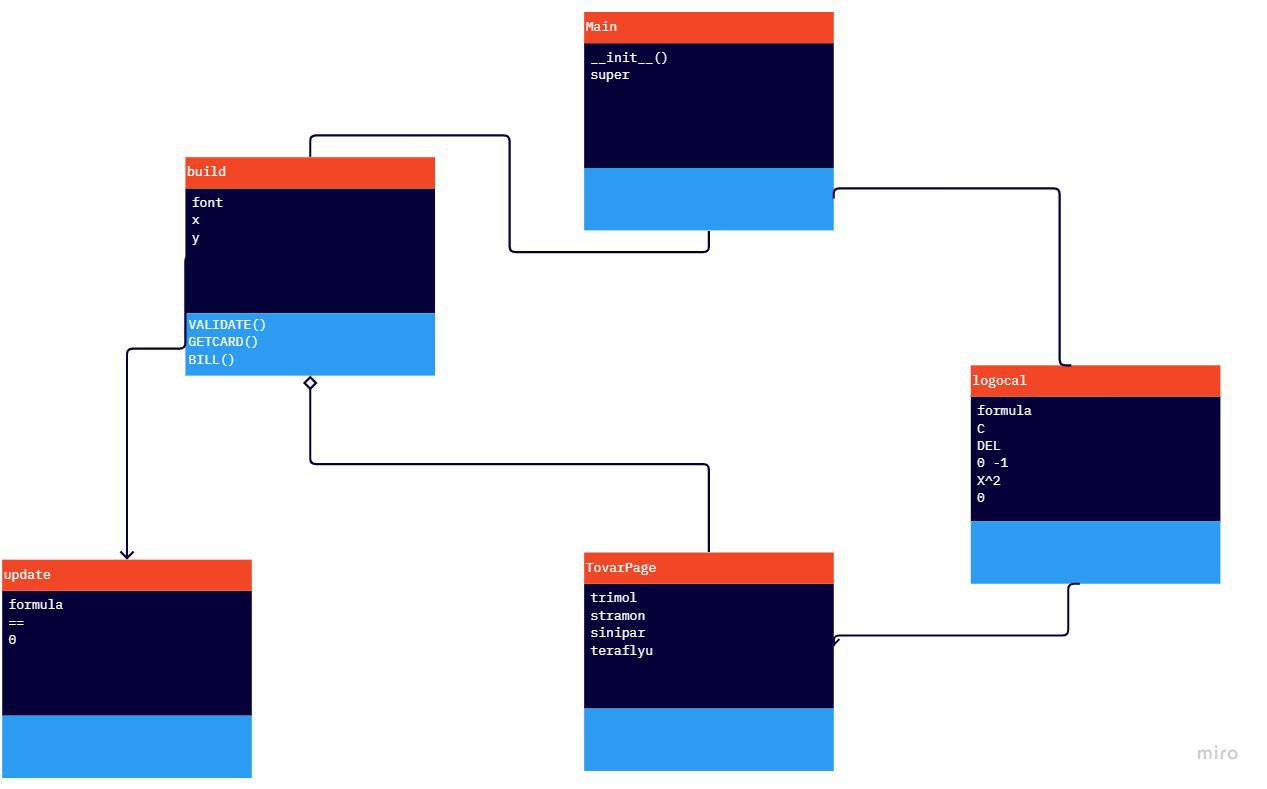 Main
__init__()
super
build
font
x
y
VALIDATE()
GETCARD()
BILL()
logocal
formula
C
DEL
0 -1
X^2
0
update
formula
==
0
TovarPage
trimol
stramon
sinipar
teraflyu
miro